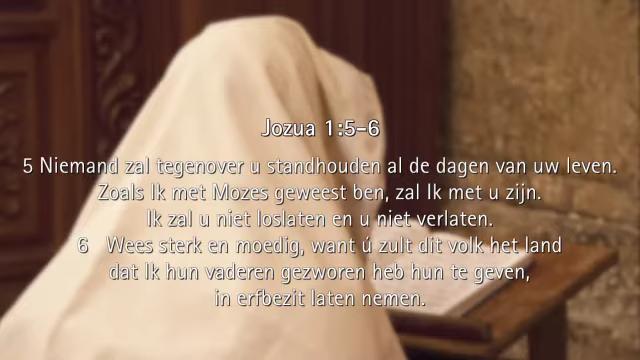 Jozua 1:5-6
5 Niemand zal tegenover u standhouden al de dagen van uw leven.
Zoals Ik met Mozes geweest ben, zal Ik met u zijn.
Ik zal u niet loslaten en u niet verlaten.
6 Wees sterk en moedig, want ú zult dit volk het land
dat Ik hun vaderen gezworen heb hun te geven,
in erfbezit laten nemen.